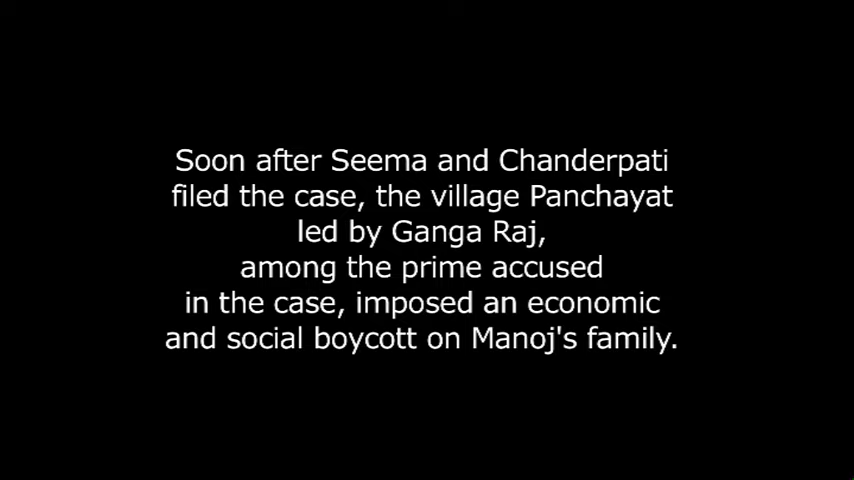 Soon after Seema and Chanderpati
filed the case, the village Panchayat
led by Ganga Raj,
among the prime accused
in the case, imposed an economic
and social boycott on Manoj's family.